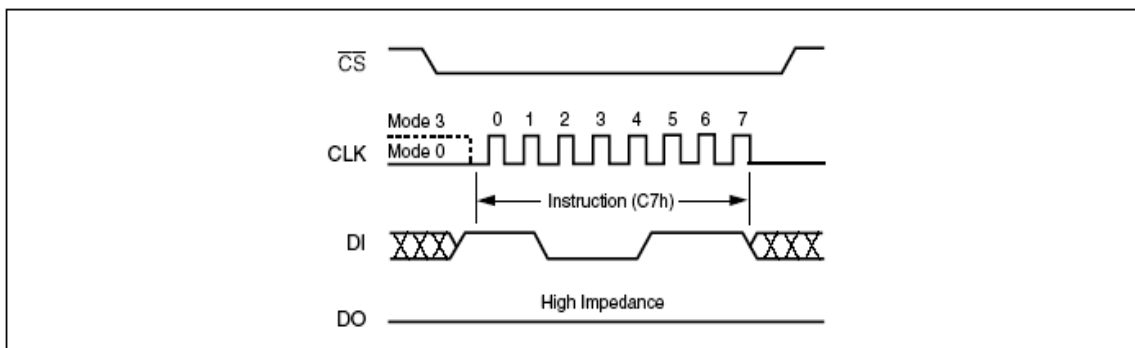 CS
Mode 3
0 1 2 3 4 5 6 7
CLK
Mode 0
Instruction (C7h)
DI
High Impedance
DO